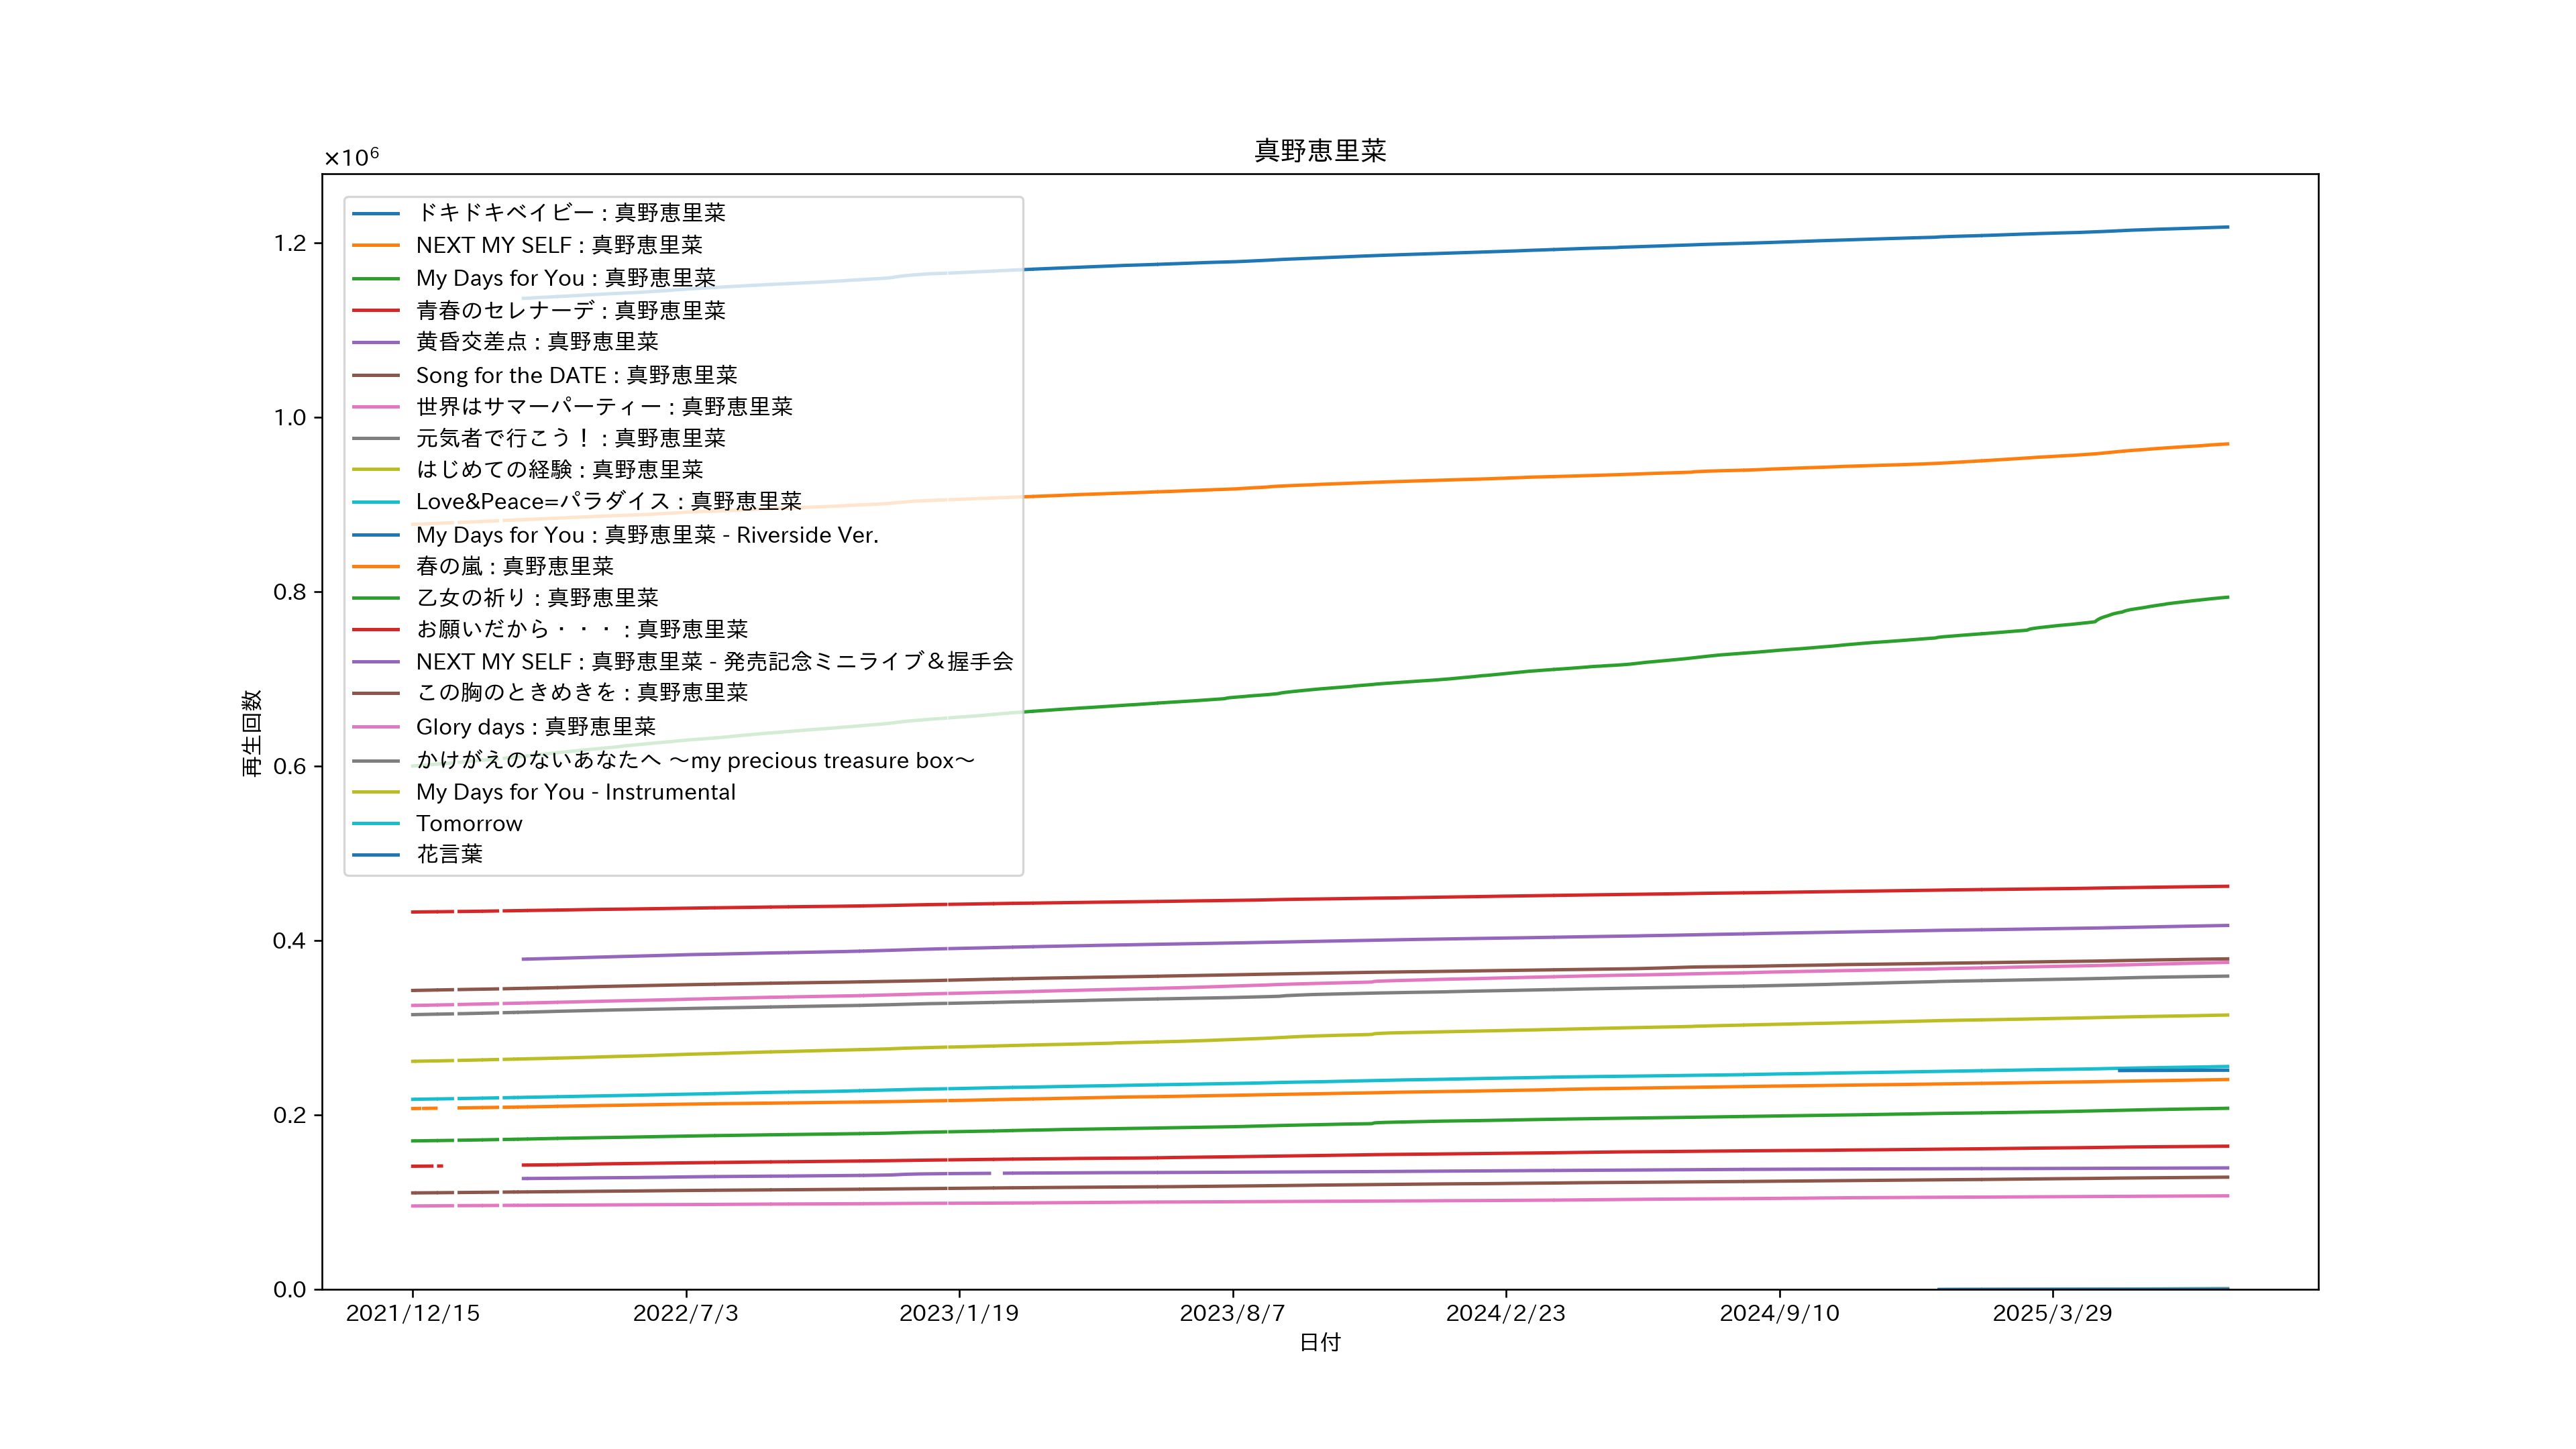 真野恵里菜
×10⁶
ドキドキベイビー : 真野恵里菜
NEXT MY SELF : 真野恵里菜
My Days for You : 真野恵里菜
青春のセレナーデ : 真野恵里菜
黄昏交差点 : 真野恵里菜
Song for the DATE : 真野恵里菜
世界はサマーパーティー : 真野恵里菜
元気者で行こう！ : 真野恵里菜
はじめての経験 : 真野恵里菜
Love&Peace=パラダイス : 真野恵里菜
My Days for You : 真野恵里菜 - Riverside Ver.
春の嵐 : 真野恵里菜
乙女の祈り : 真野恵里菜
お願いだから・・・ : 真野恵里菜
NEXT MY SELF : 真野恵里菜 - 発売記念ミニライブ＆握手会
この胸のときめきを : 真野恵里菜
Glory days : 真野恵里菜
かけがえのないあなたへ ～my precious treasure box～
My Days for You - Instrumental
Tomorrow
花言葉
1.2
1.0
0.8
0.6
0.4
0.2
0.0
再生回数
2021/12/15
2022/7/3
2023/1/19
2023/8/7
2024/2/23
2024/9/10
2025/3/29
日付